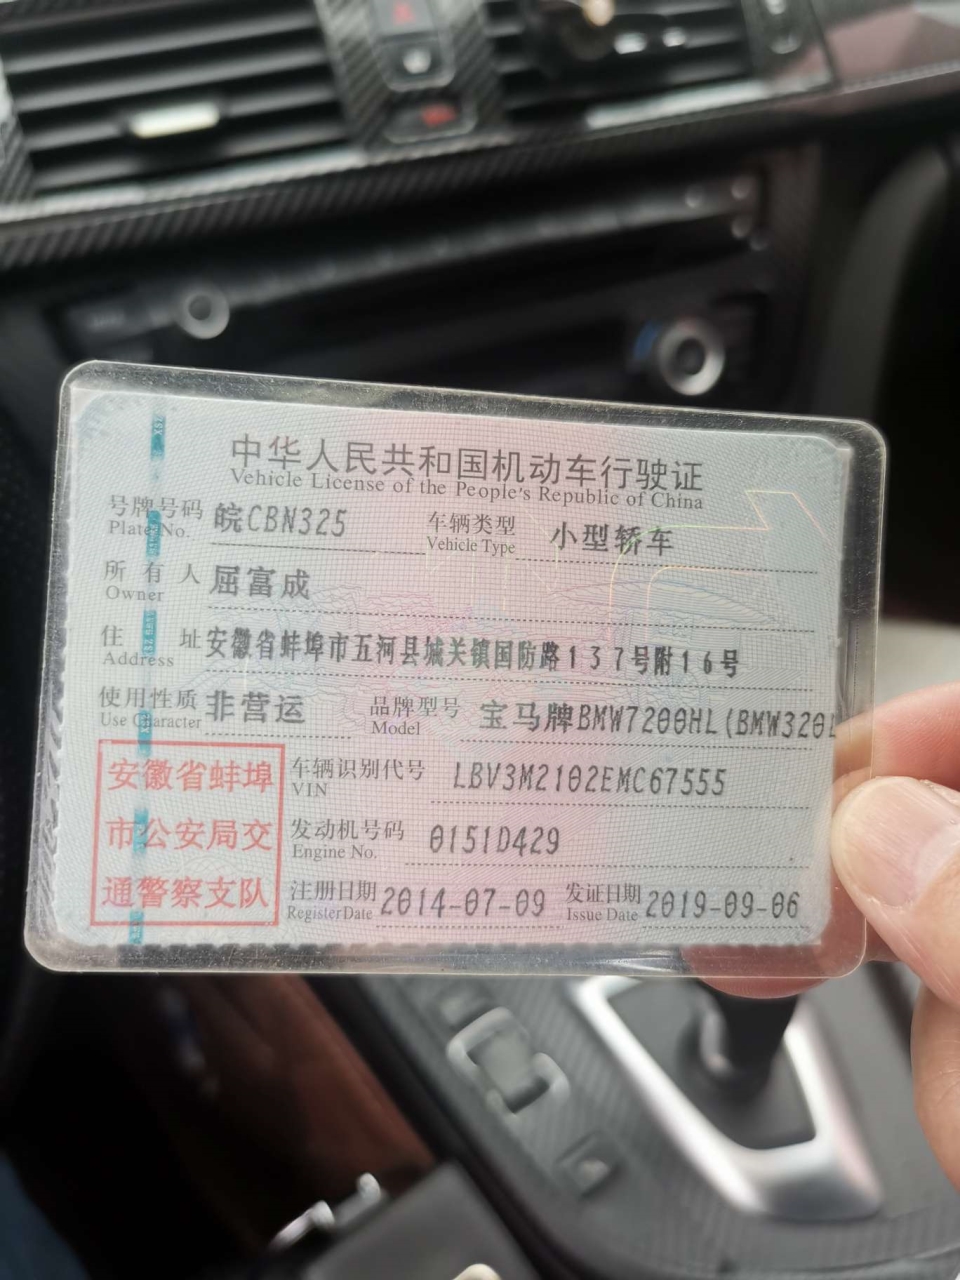 中华人民共和国机动车行驶证
Vehicle License of the People's Republic of China
号牌号码 皖CBN325 车辆类型 小型轿车
Plate No. Vehicle Type
所有人 屈富成
Owner
住址 安徽省蚌埠市五河县城关镇国防路137号附16号
Address
使用性质 非营运 品牌型号 宝马牌BMW7200HL(BMW320L
Use Character Model
安徽省蚌埠
市公安局交
通警察支队
车辆识别代号 LBV3M2102EMC67555
VIN
发动机号码 0151D429
Engine No.
注册日期 2014-07-09 发证日期 2019-09-06
Register Date Issue Date